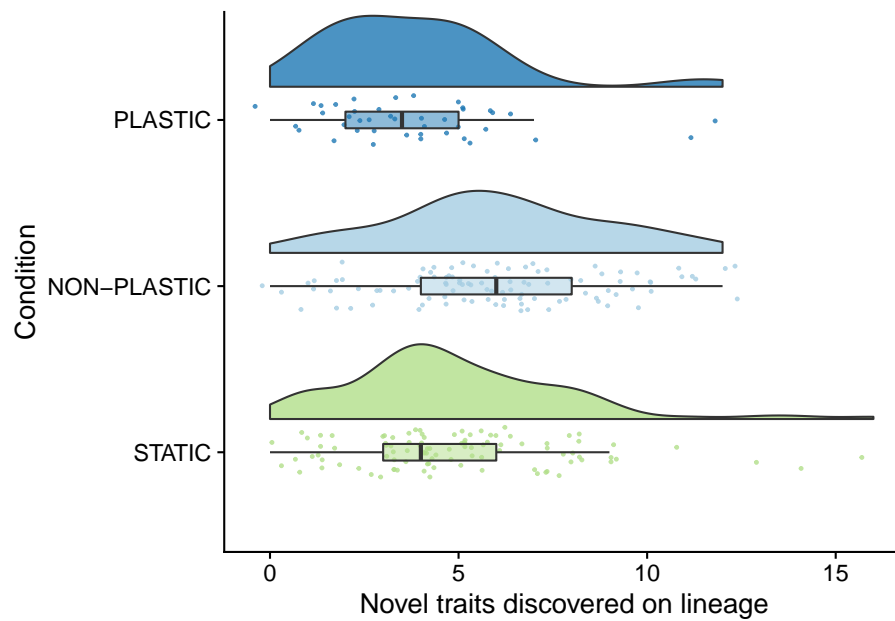 Condition
PLASTIC
NON−PLASTIC
STATIC
0 5 10 15
Novel traits discovered on lineage